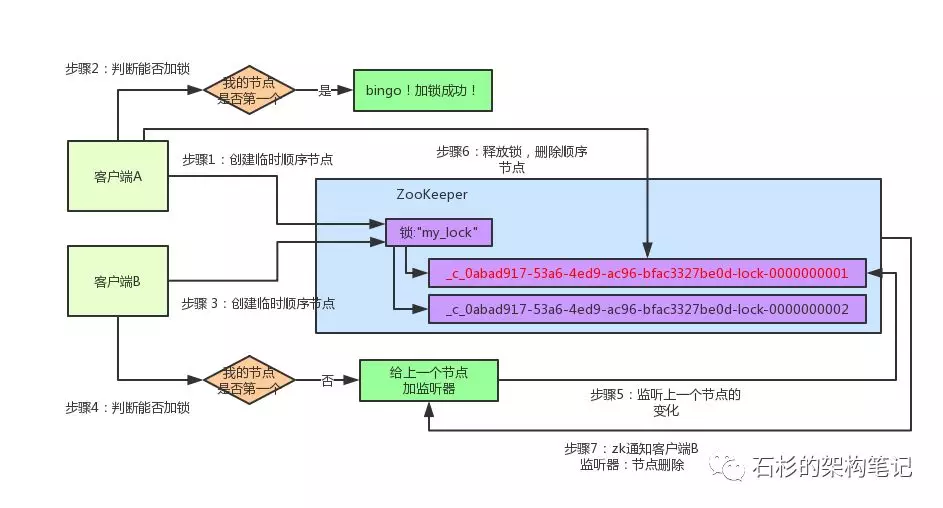 步骤2：判断能否加锁
我的节点
是否第一个
是
bingo！加锁成功！
客户端A
步骤1：创建临时顺序节点
步骤6：释放锁，删除顺序
节点
ZooKeeper
锁:"my_lock"
_c_0abad917-53a6-4ed9-ac96-bfac3327be0d-lock-0000000001
_c_0abad917-53a6-4ed9-ac96-bfac3327be0d-lock-0000000002
客户端B
步骤 3：创建临时顺序节点
我的节点
是否第一个
否
给上一个节点
加监听器
步骤4：判断能否加锁
步骤5：监听上一个节点的
变化
步骤7：zk通知客户端B
监听器：节点删除
石杉的架构笔记